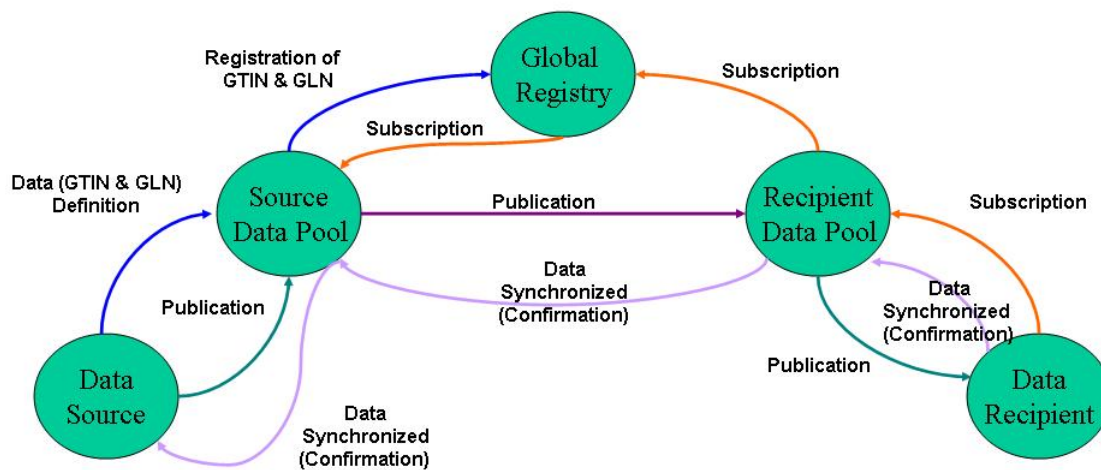 Registration of
GTIN & GLN
Global
Registry
Subscription
Subscription
Data (GTIN & GLN)
Definition
Source
Data Pool
Publication
Recipient
Data Pool
Subscription
Publication
Data
Synchronized
(Confirmation)
Data
Synchronized
(Confirmation)
Data
Source
Publication
Data
Recipient
Data
Synchronized
(Confirmation)